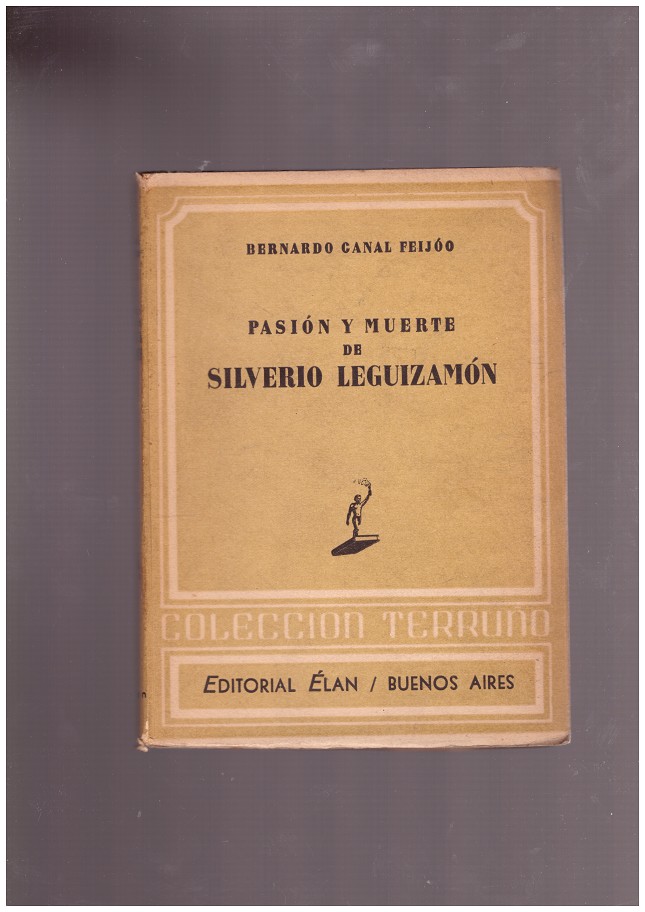 BERNARDO CANAL FEIJÓO
PASIÓN Y MUERTE
DE
SILVERIO LEGUIZAMÓN
COLECCION TERRUÑO
EDITORIAL ÉLAN / BUENOS AIRES